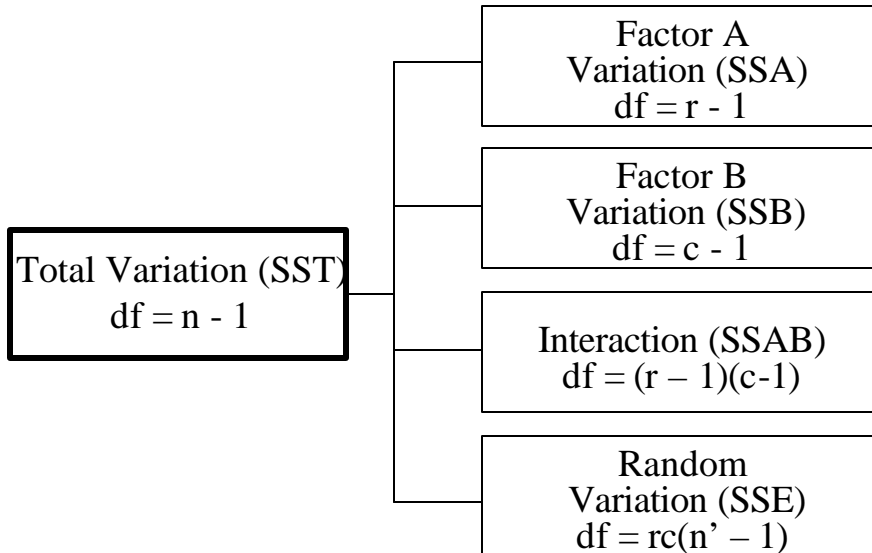 Factor A
Variation (SSA)
df = r - 1
Factor B
Variation (SSB)
df = c - 1
Total Variation (SST)
df = n - 1
Interaction (SSAB)
df = (r – 1)(c-1)
Random
Variation (SSE)
df = rc(n’ – 1)